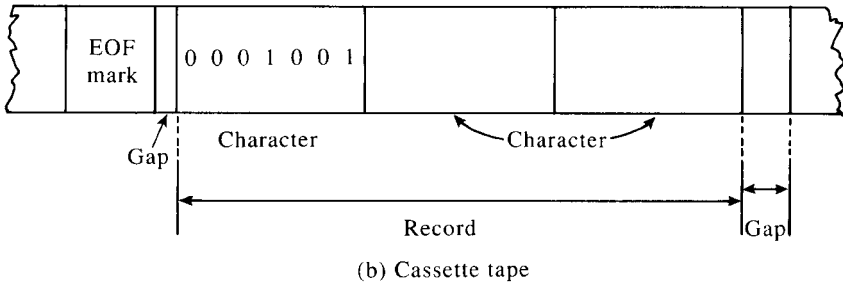 EOF
mark
0 0 0 1 0 0 1
Gap
Character
Character
Record
Gap
(b) Cassette tape